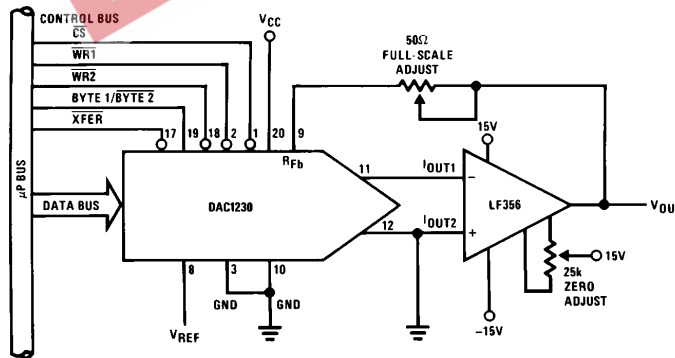 CONTROL BUS
CS
WR1
WR2
BYTE 1/BYTE 2
XFER
17
19
18
2
1
20
9
VCC
50Ω
FULL-SCALE
ADJUST
RFb
μP BUS
DATA BUS
DAC1230
11
IOUT1
12
IOUT2
15V
−
+
LF356
VOU
15V
25k
ZERO
ADJUST
−15V
8
3
10
GND
GND
VREF